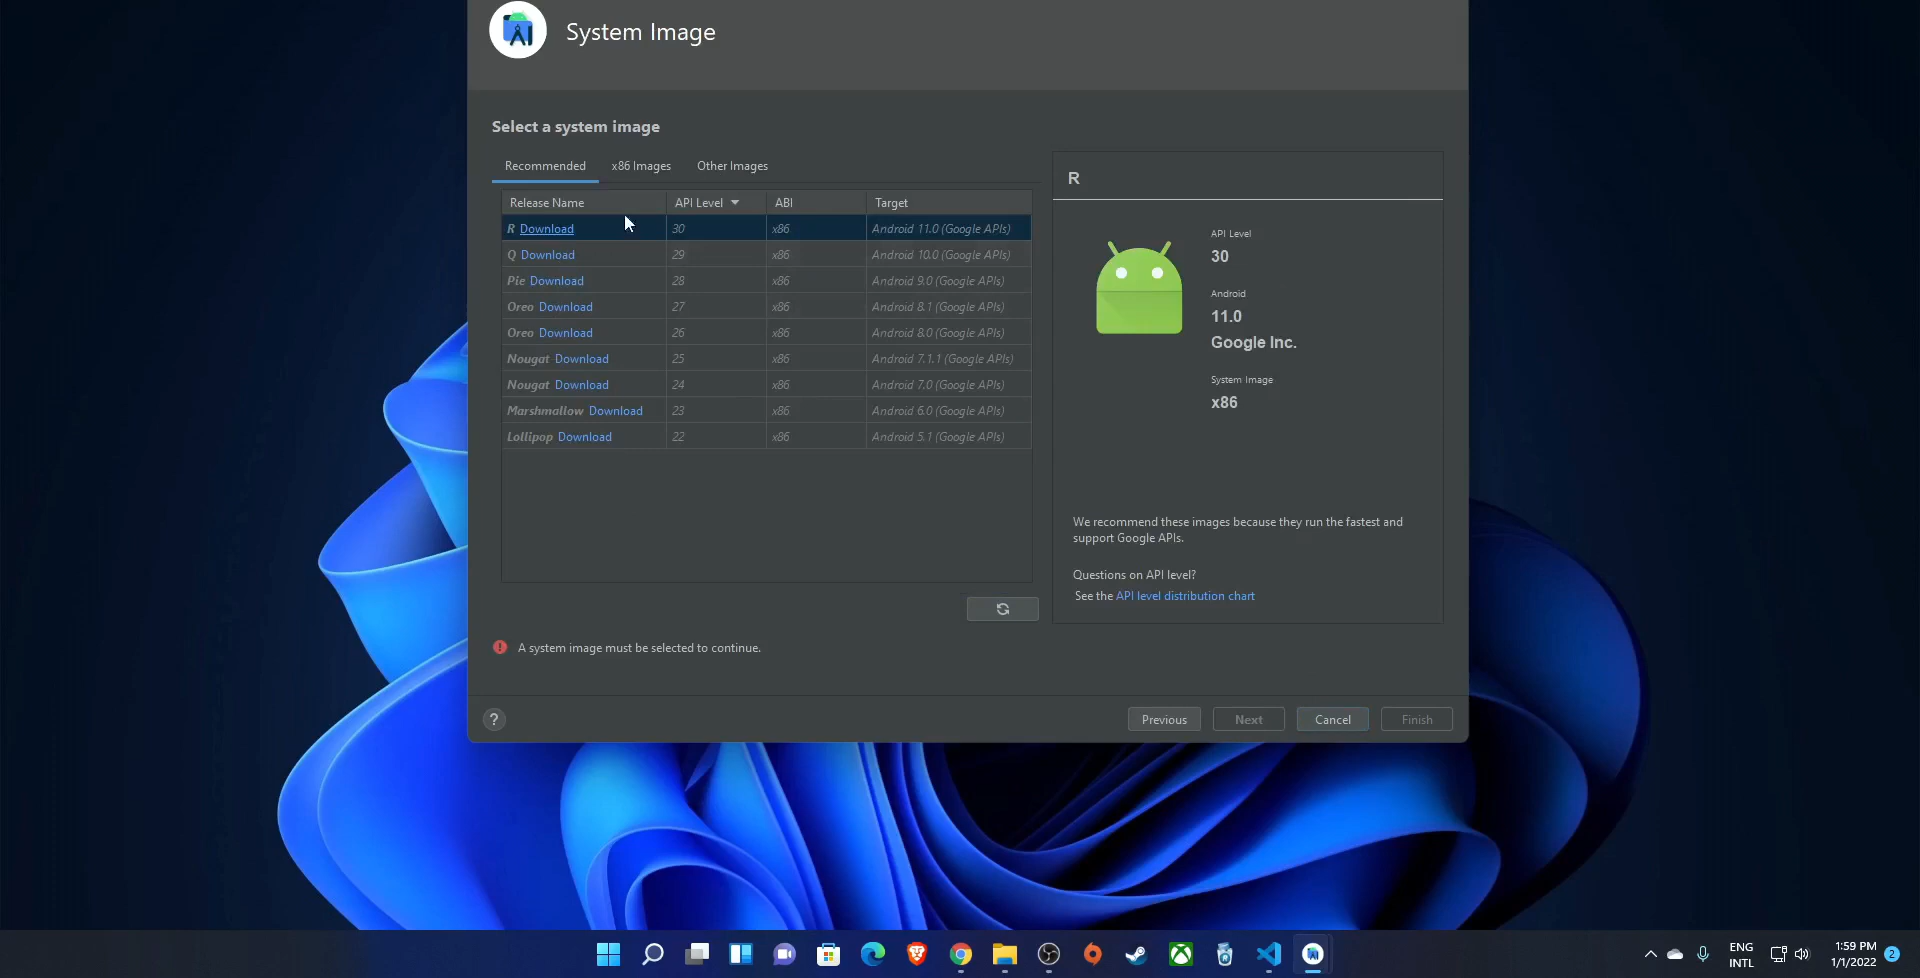 System Image
Select a system image
Recommended x86 Images Other Images
Release Name API Level ABI Target
R Download 30 x86 Android 11.0 (Google APIs)
Q Download 29 x86 Android 10.0 (Google APIs)
Pie Download 28 x86 Android 9.0 (Google APIs)
Oreo Download 27 x86 Android 8.1 (Google APIs)
Oreo Download 26 x86 Android 8.0 (Google APIs)
Nougat Download 25 x86 Android 7.1.1 (Google APIs)
Nougat Download 24 x86 Android 7.0 (Google APIs)
Marshmallow Download 23 x86 Android 6.0 (Google APIs)
Lollipop Download 22 x86 Android 5.1 (Google APIs)
R
API Level
30
Android
11.0
Google Inc.
System Image
x86
We recommend these images because they run the fastest and
support Google APIs.
Questions on API level?
See the API level distribution chart
A system image must be selected to continue.
? Previous Next Cancel Finish
ENG
INTL
1:59 PM
1/1/2022
2